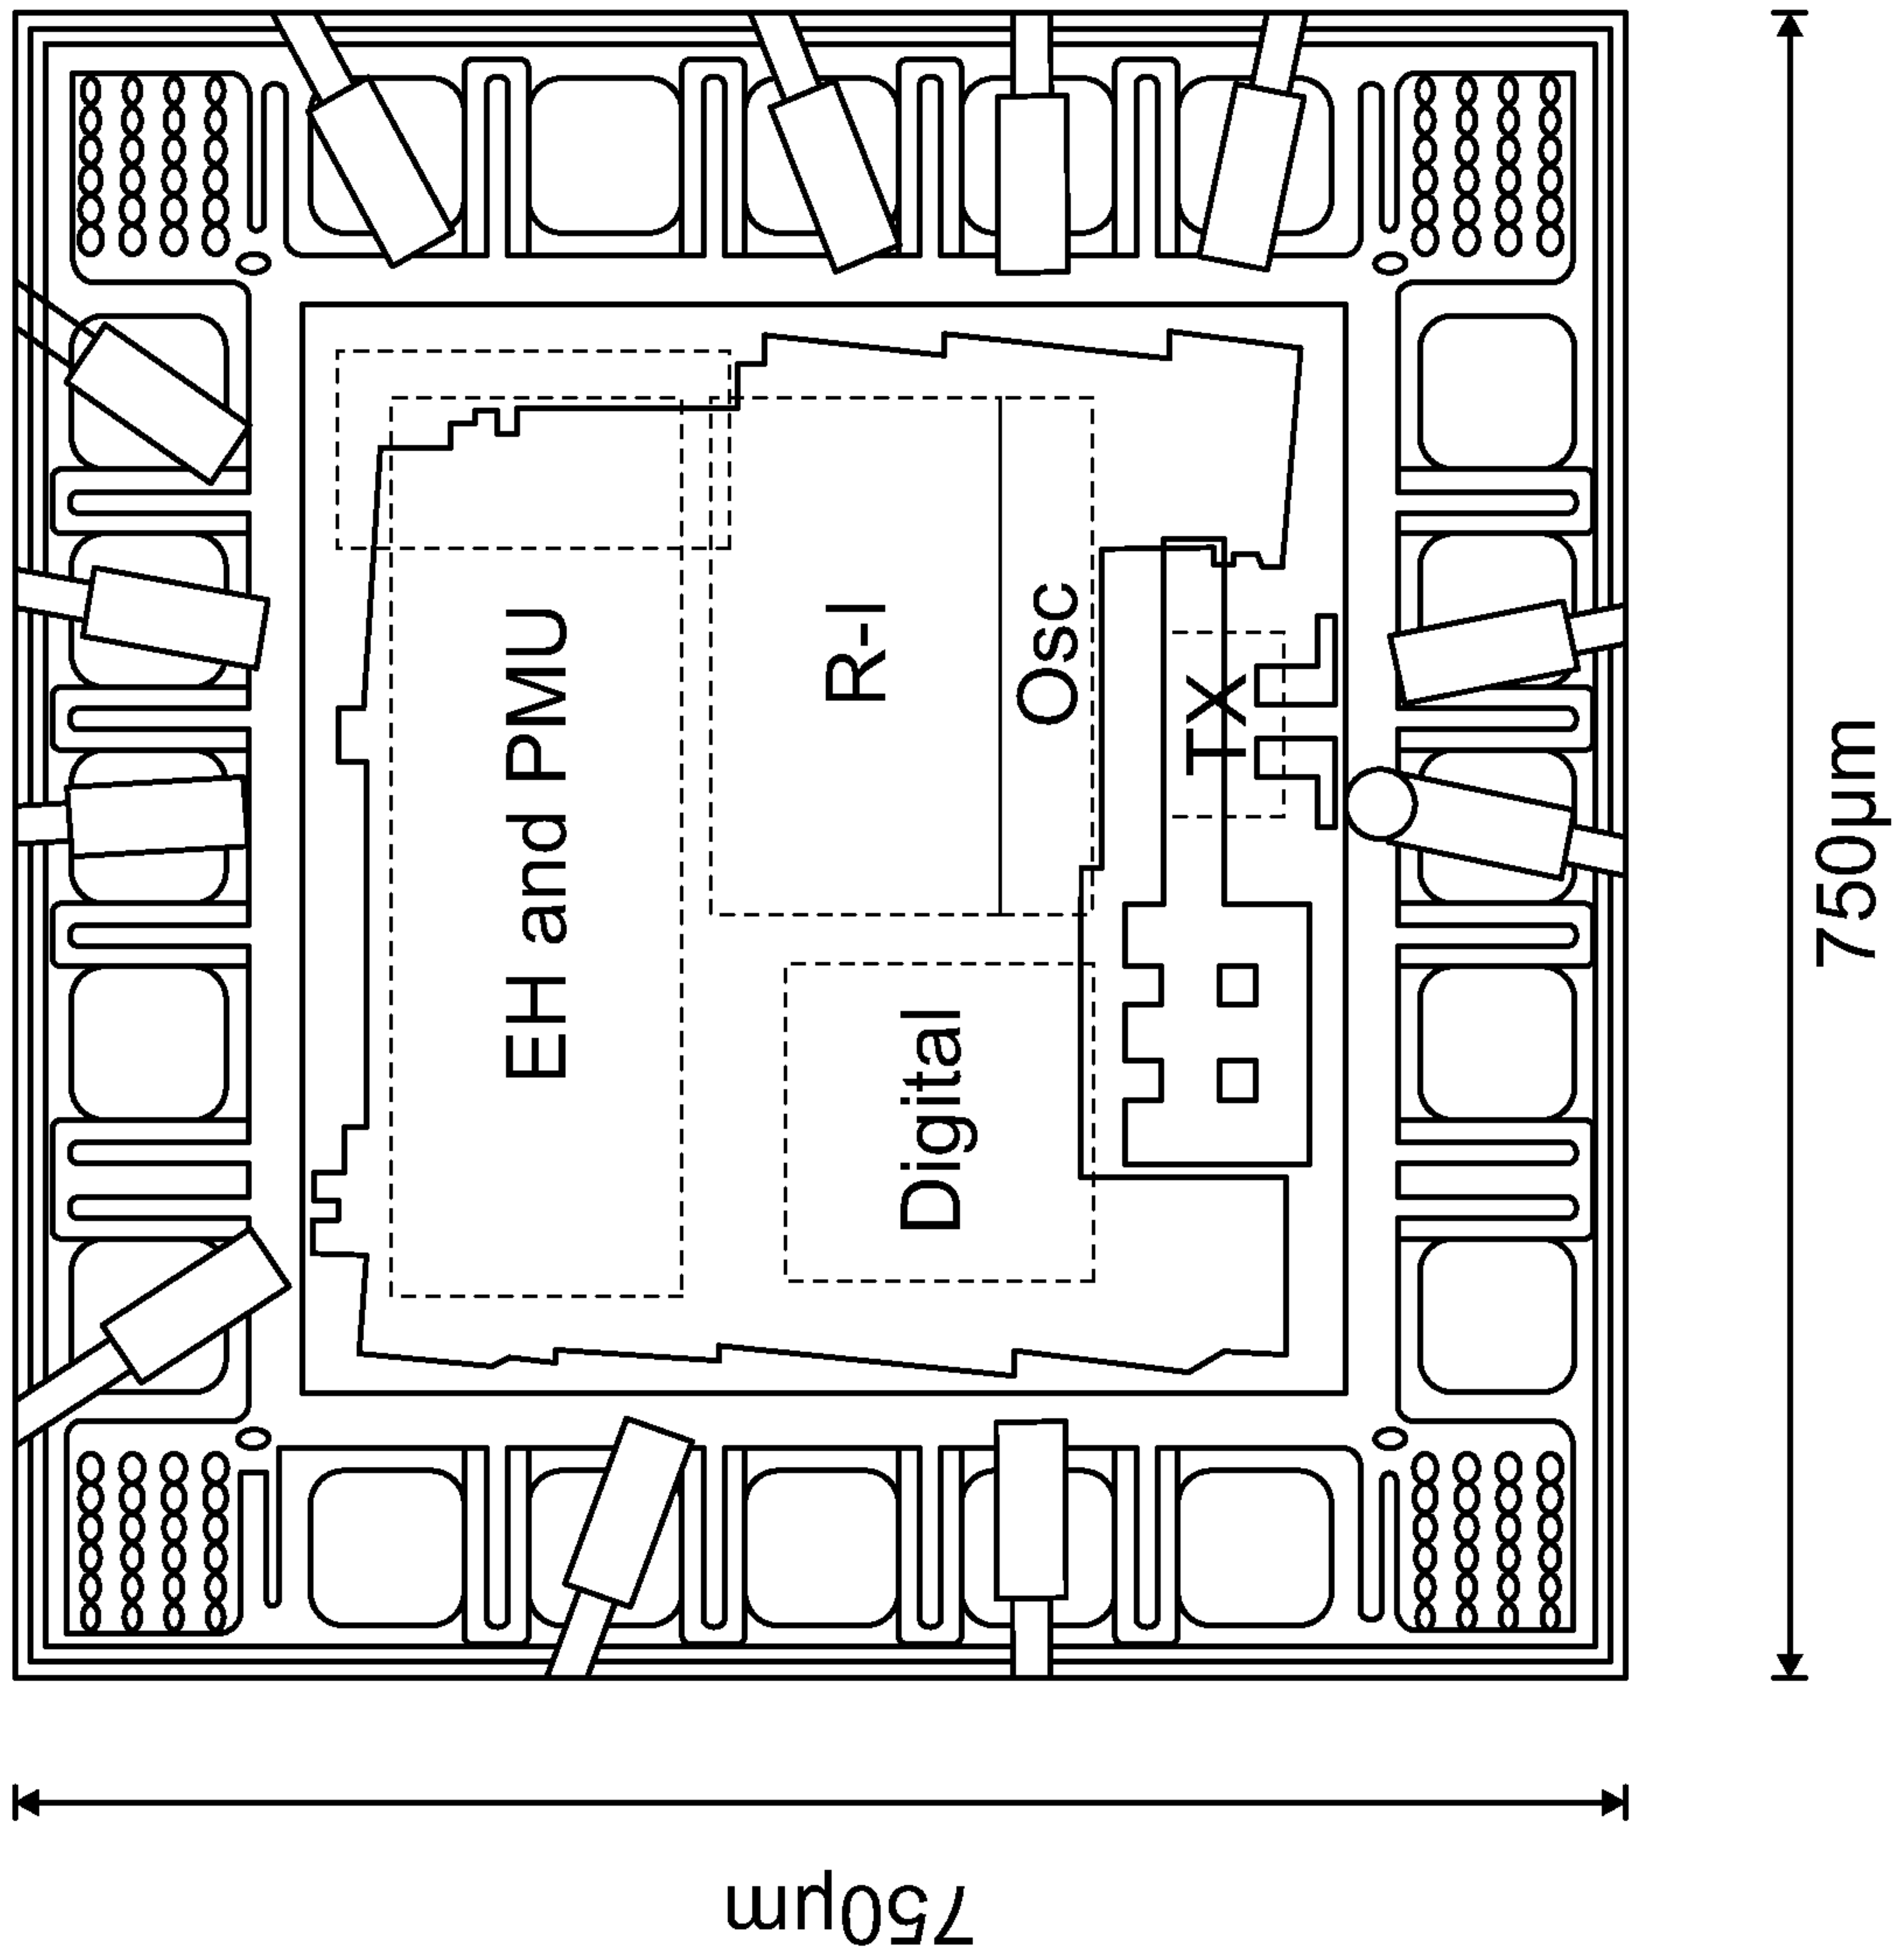 EH and PMU
R-I
Osc
TX
Digital
750µm
750µm